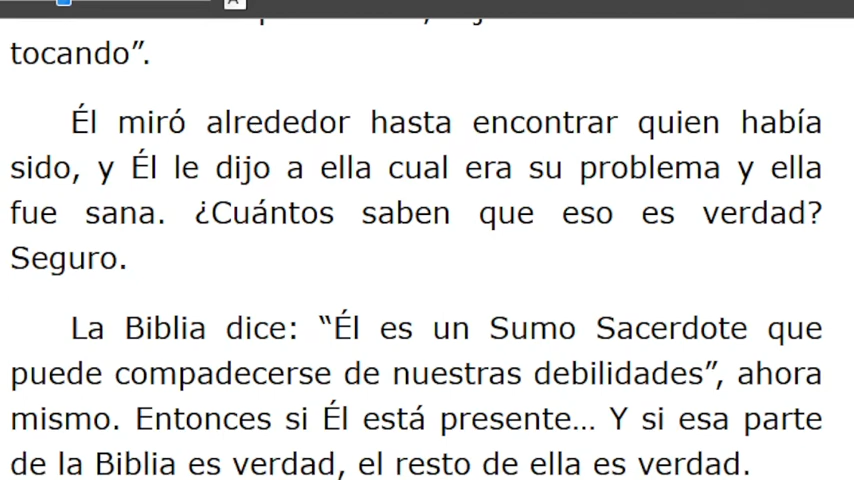 tocando”.
Él miró alrededor hasta encontrar quien había
sido, y Él le dijo a ella cual era su problema y ella
fue sana. ¿Cuántos saben que eso es verdad?
Seguro.
La Biblia dice: “Él es un Sumo Sacerdote que
puede compadecerse de nuestras debilidades”, ahora
mismo. Entonces si Él está presente… Y si esa parte
de la Biblia es verdad, el resto de ella es verdad.